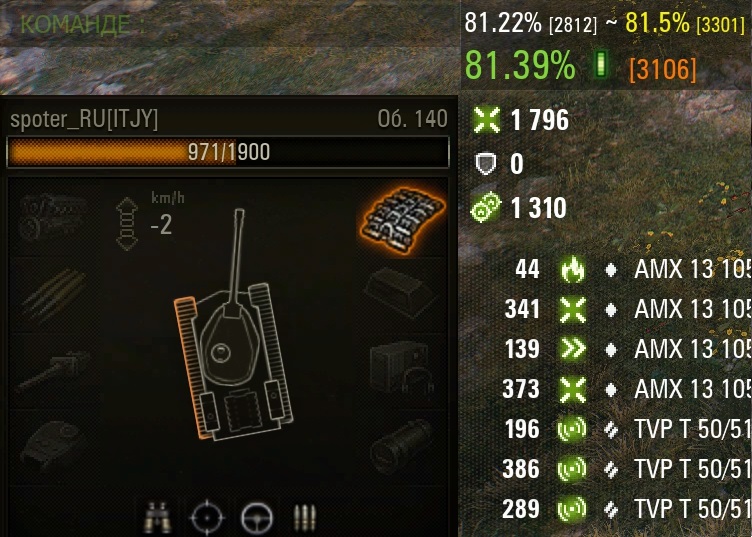 КОМАНДЕ :
81.22% [2812] ~ 81.5% [3301]
81.39% [3106]
spoter_RU[ITJY] Об. 140
971/1900
km/h
-2
1 796
0
1 310
44 AMX 13 105
341 AMX 13 105
139 AMX 13 105
373 AMX 13 105
196 TVP T 50/51
386 TVP T 50/51
289 TVP T 50/51